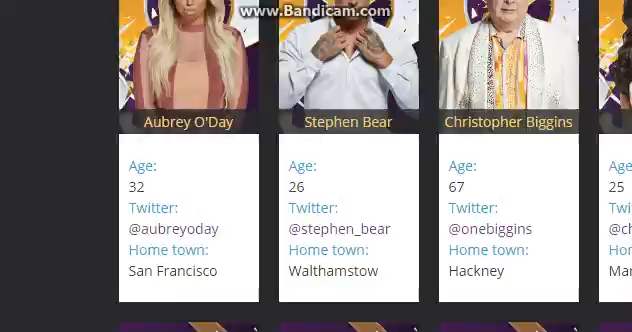 www.Bandicam.com
Aubrey O'Day
Age:
32
Twitter:
@aubreyoday
Home town:
San Francisco
Stephen Bear
Age:
26
Twitter:
@stephen_bear
Home town:
Walthamstow
Christopher Biggins
Age:
67
Twitter:
@onebiggins
Home town:
Hackney
Age:
25